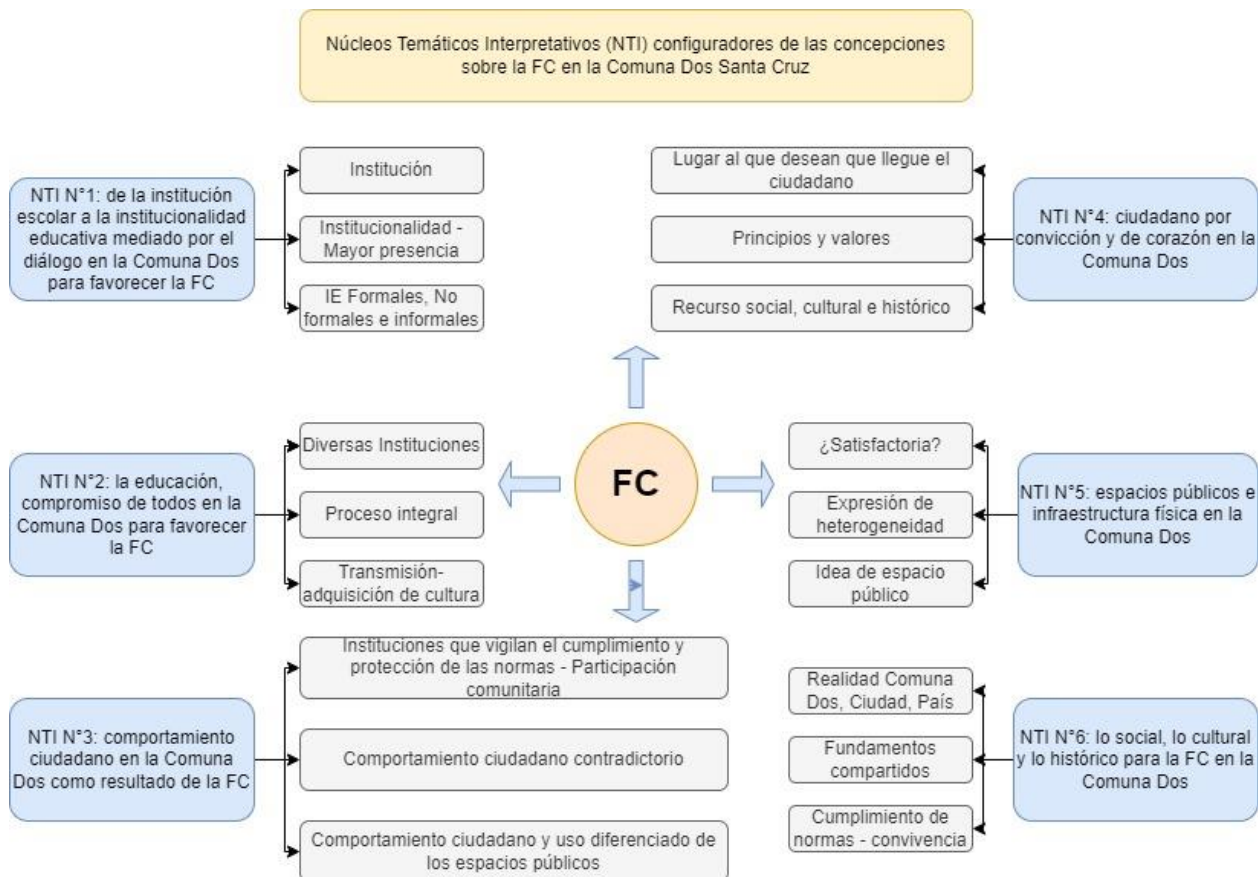 Núcleos Temáticos Interpretativos (NTI) configuradores de las concepciones
sobre la FC en la Comuna Dos Santa Cruz
NTI N°1: de la institución
escolar a la institucionalidad
educativa mediado por el
diálogo en la Comuna Dos
para favorecer la FC
Institución
Institucionalidad -
Mayor presencia
IE Formales, No
formales e informales
Lugar al que desean que llegue el
ciudadano
Principios y valores
Recurso social, cultural e histórico
NTI N°4: ciudadano por
convicción y de corazón en la
Comuna Dos
NTI N°2: la educación,
compromiso de todos en la
Comuna Dos para favorecer
la FC
Diversas Instituciones
Proceso integral
Transmisión-
adquisición de cultura
FC
¿Satisfactoria?
Expresión de
heterogeneidad
Idea de espacio
público
NTI N°5: espacios públicos e
infraestructura física en la
Comuna Dos
NTI N°3: comportamiento
ciudadano en la Comuna
Dos como resultado de la FC
Instituciones que vigilan el cumplimiento y
protección de las normas - Participación
comunitaria
Comportamiento ciudadano contradictorio
Comportamiento ciudadano y uso diferenciado de
los espacios públicos
Realidad Comuna
Dos, Ciudad, País
Fundamentos
compartidos
Cumplimiento de
normas - convivencia
NTI N°6: lo social, lo cultural
y lo histórico para la FC en la
Comuna Dos